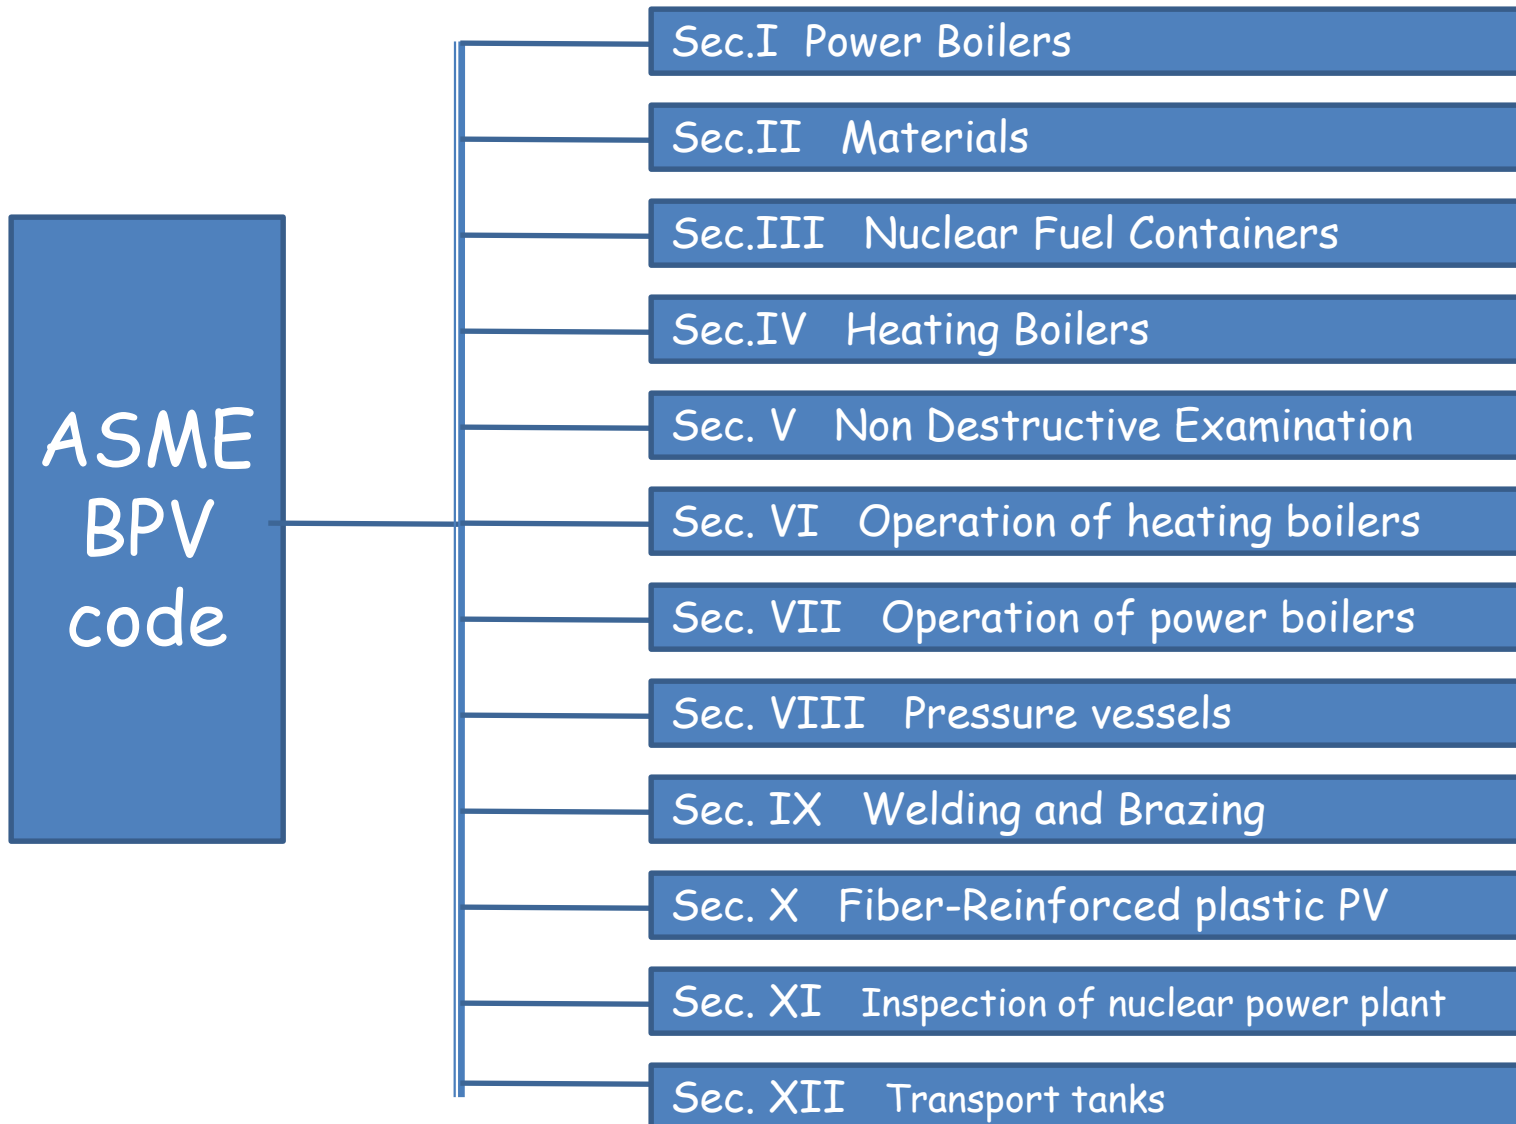 ASME
BPV
code
Sec.I Power Boilers
Sec.II Materials
Sec.III Nuclear Fuel Containers
Sec.IV Heating Boilers
Sec. V Non Destructive Examination
Sec. VI Operation of heating boilers
Sec. VII Operation of power boilers
Sec. VIII Pressure vessels
Sec. IX Welding and Brazing
Sec. X Fiber-Reinforced plastic PV
Sec. XI Inspection of nuclear power plant
Sec. XII Transport tanks